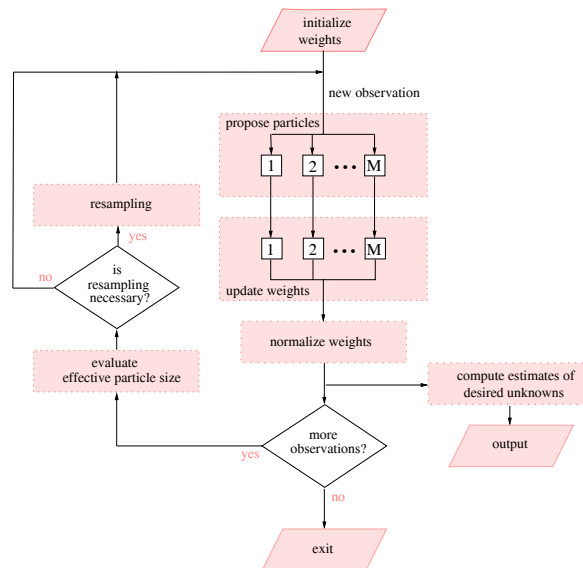 initialize
weights
new observation
propose particles
1 2 ••• M
resampling
yes
1 2 ••• M
is
resampling
necessary?
no
update weights
normalize weights
evaluate
effective particle size
compute estimates of
desired unknowns
more
observations?
yes
output
no
exit